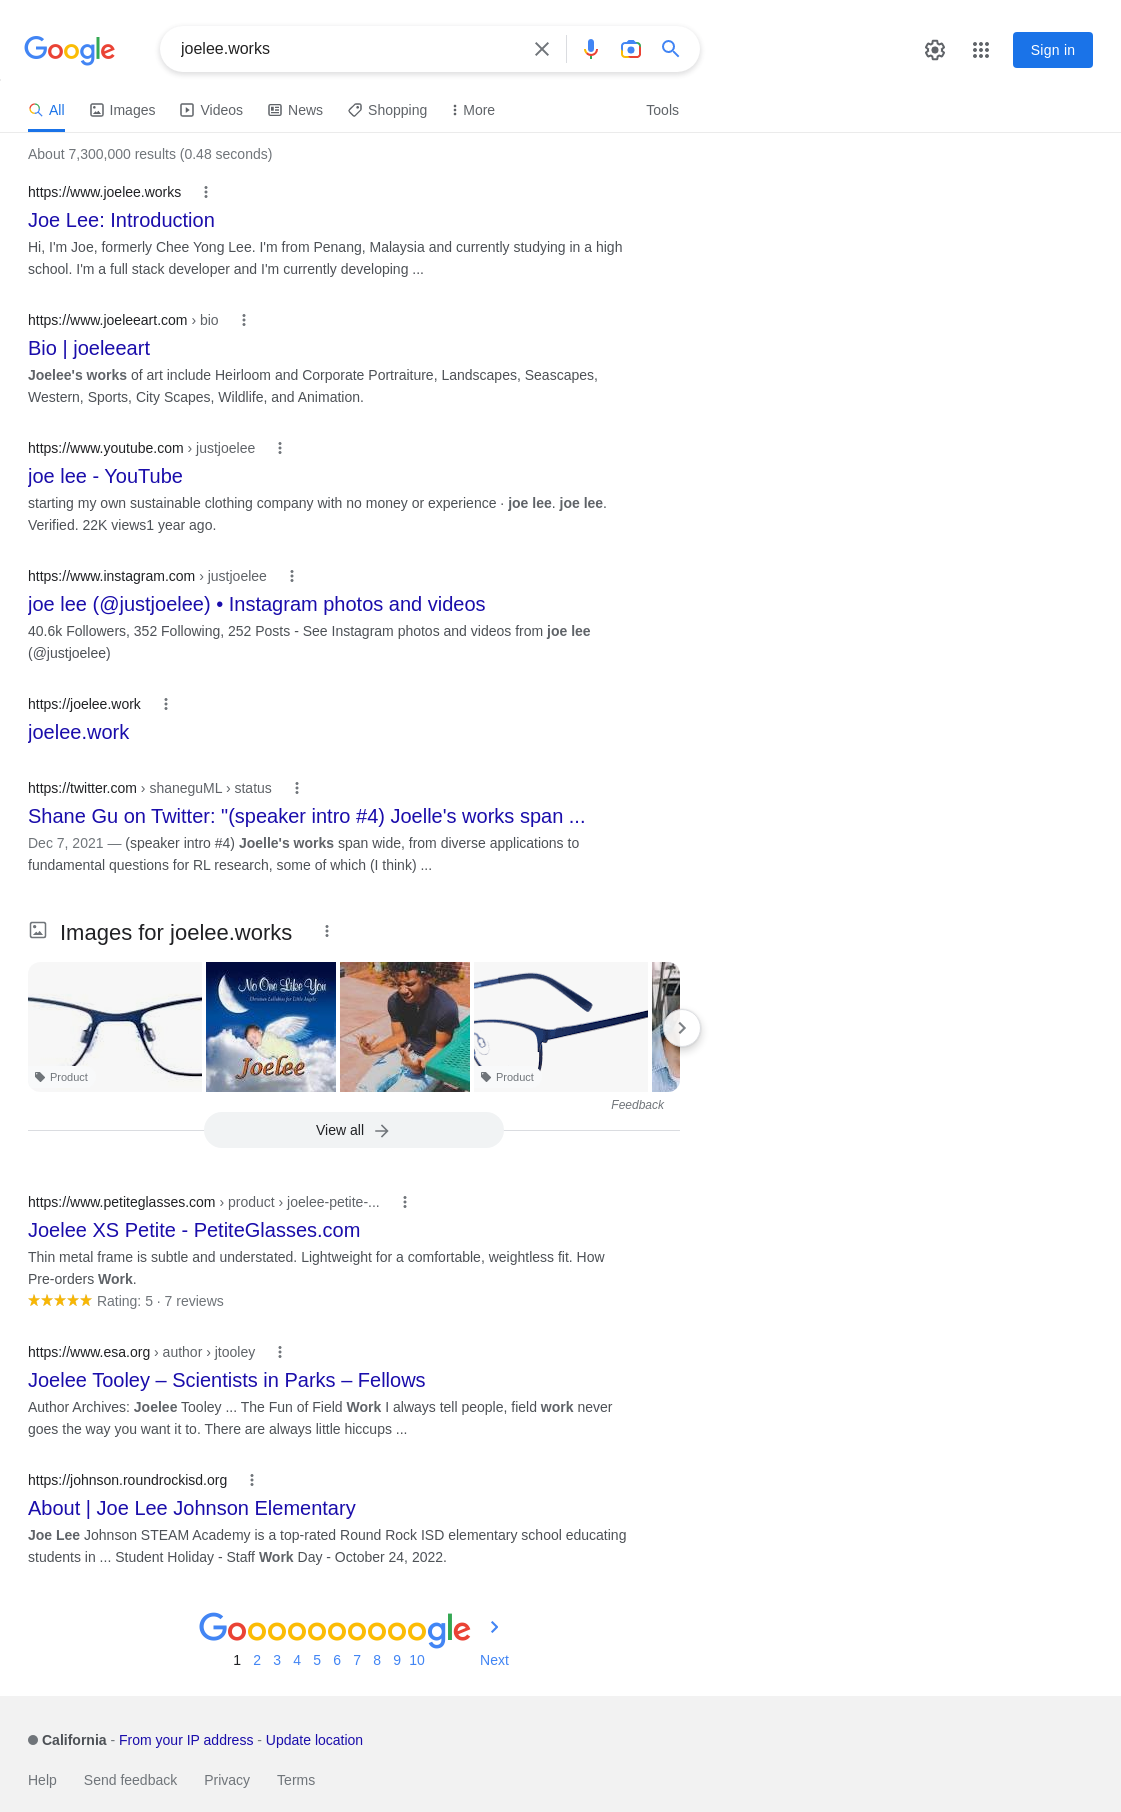 Google
joelee.works
Sign in
All Images Videos News Shopping More Tools
About 7,300,000 results (0.48 seconds)
https://www.joelee.works
Joe Lee: Introduction
Hi, I'm Joe, formerly Chee Yong Lee. I'm from Penang, Malaysia and currently studying in a high
school. I'm a full stack developer and I'm currently developing ...
https://www.joeleeart.com › bio
Bio | joeleeart
Joelee's works of art include Heirloom and Corporate Portraiture, Landscapes, Seascapes,
Western, Sports, City Scapes, Wildlife, and Animation.
https://www.youtube.com › justjoelee
joe lee - YouTube
starting my own sustainable clothing company with no money or experience · joe lee. joe lee.
Verified. 22K views1 year ago.
https://www.instagram.com › justjoelee
joe lee (@justjoelee) • Instagram photos and videos
40.6k Followers, 352 Following, 252 Posts - See Instagram photos and videos from joe lee
(@justjoelee)
https://joelee.work
joelee.work
https://twitter.com › shaneguML › status
Shane Gu on Twitter: "(speaker intro #4) Joelle's works span ...
Dec 7, 2021 — (speaker intro #4) Joelle's works span wide, from diverse applications to
fundamental questions for RL research, some of which (I think) ...
Images for joelee.works
No One Like You
Christian Lullabies for Little Angels
Joelee
Product
Product
Feedback
View all
https://www.petiteglasses.com › product › joelee-petite-...
Joelee XS Petite - PetiteGlasses.com
Thin metal frame is subtle and understated. Lightweight for a comfortable, weightless fit. How
Pre-orders Work.
Rating: 5 · 7 reviews
https://www.esa.org › author › jtooley
Joelee Tooley – Scientists in Parks – Fellows
Author Archives: Joelee Tooley ... The Fun of Field Work I always tell people, field work never
goes the way you want it to. There are always little hiccups ...
https://johnson.roundrockisd.org
About | Joe Lee Johnson Elementary
Joe Lee Johnson STEAM Academy is a top-rated Round Rock ISD elementary school educating
students in ... Student Holiday - Staff Work Day - October 24, 2022.
Goooooooooogle
1 2 3 4 5 6 7 8 9 10 Next
California - From your IP address - Update location
Help Send feedback Privacy Terms